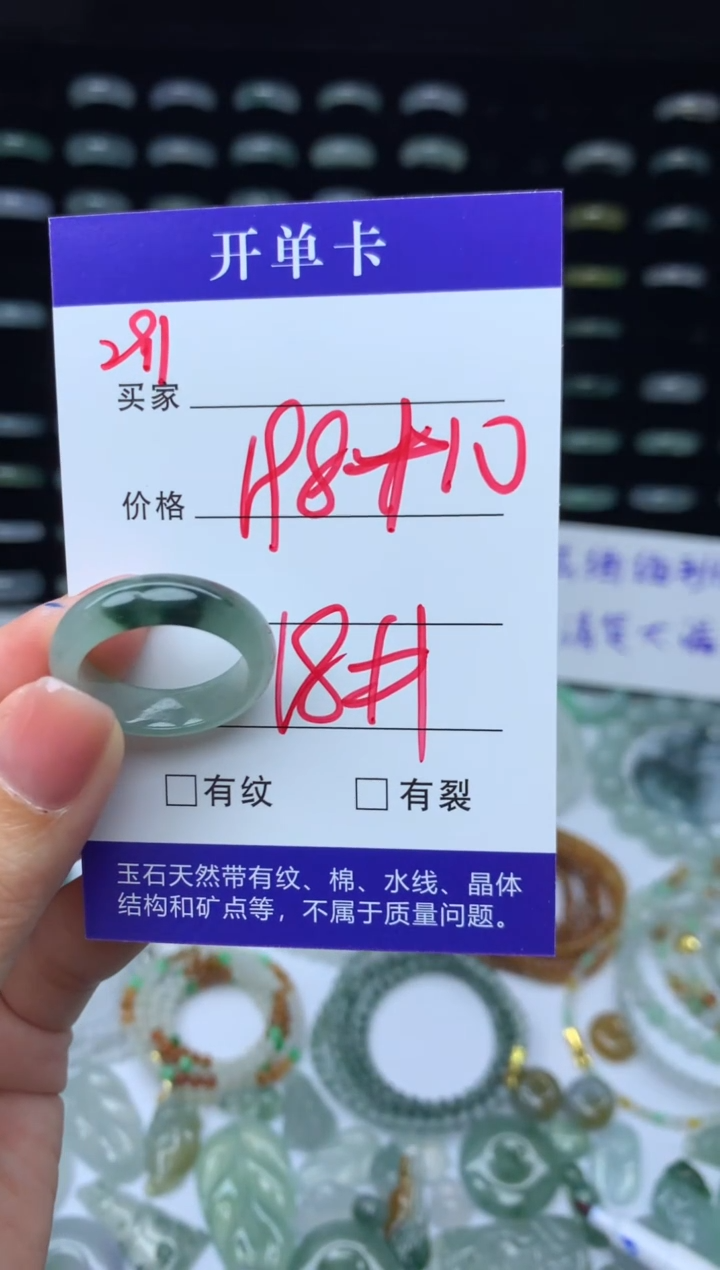 开单卡
291
买家
价格 198+10
18#
有纹 有裂
玉石天然带有纹、棉、水线、晶体
结构和矿点等，不属于质量问题。